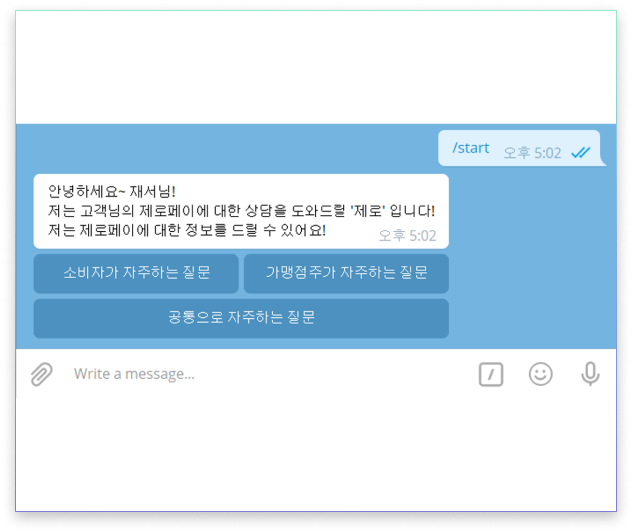 /start 오후 5:02
안녕하세요~ 재서님!
저는 고객님의 제로페이에 대한 상담을 도와드릴 '제로' 입니다!
저는 제로페이에 대한 정보를 드릴 수 있어요! 오후 5:02
소비자가 자주하는 질문 가맹점주가 자주하는 질문
공통으로 자주하는 질문
Write a message...